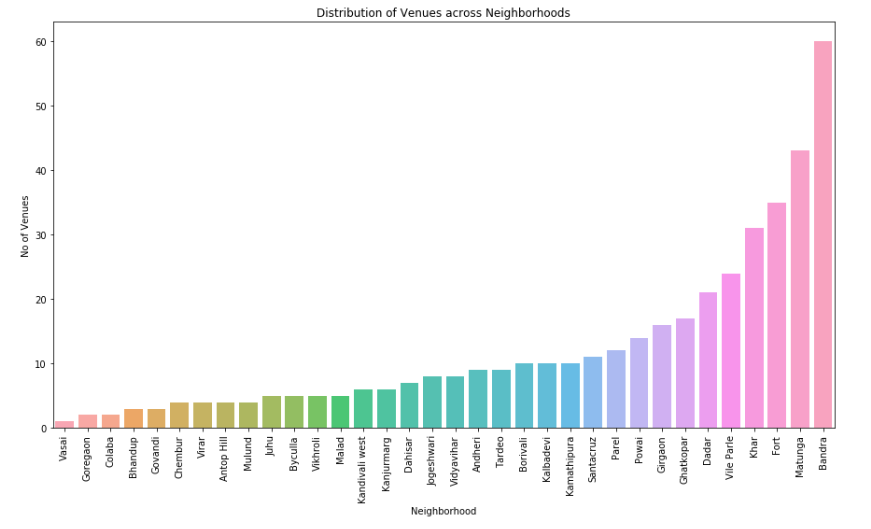 Distribution of Venues across Neighborhoods
No of Venues
60
50
40
30
20
10
0
Vasai
Goregaon
Colaba
Bhandup
Govandi
Chembur
Virar
Antop Hill
Mulund
Juhu
Byculla
Vikhroli
Malad
Kandivali west
Kanjurmarg
Dahisar
Jogeshwari
Vidyavihar
Andheri
Tardeo
Borivali
Kalbadevi
Kamathipura
Santacruz
Parel
Powai
Girgaon
Ghatkopar
Dadar
Vile Parle
Khar
Fort
Matunga
Bandra
Neighborhood